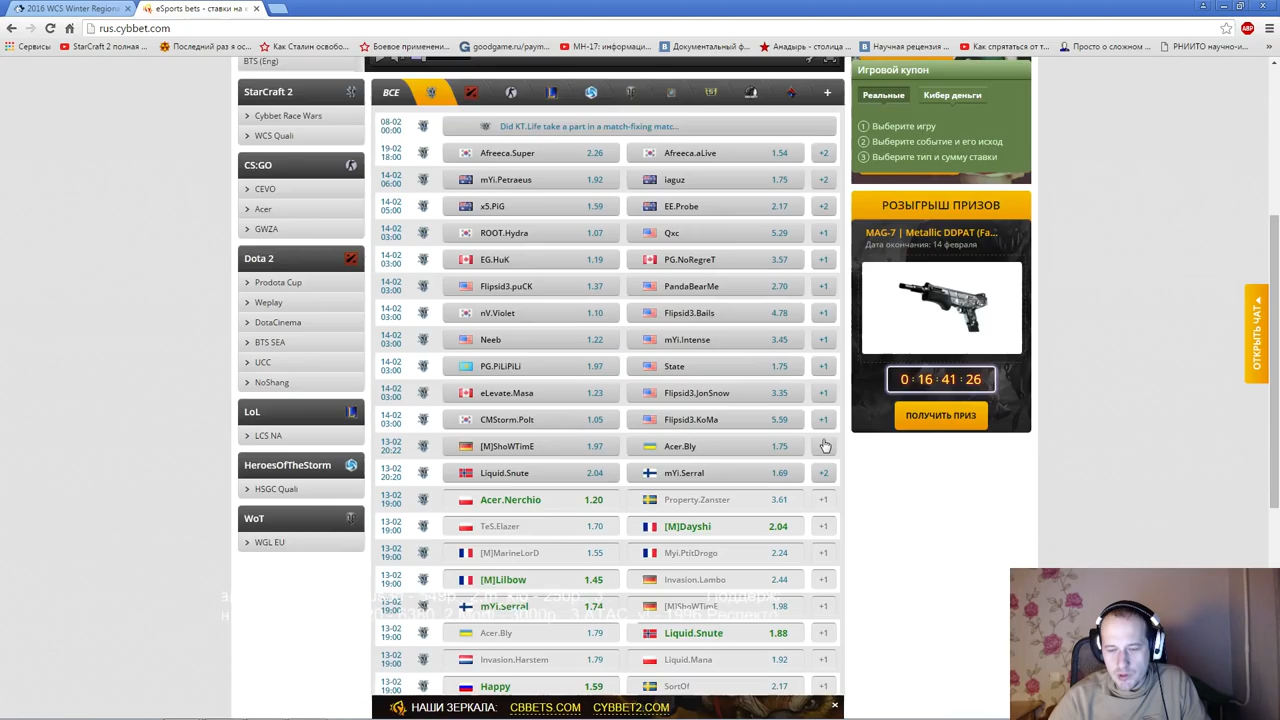 2016 WCS Winter Region
eSports bets - ставки на к
rus.cybbet.com
Сервисы
StarCraft 2 полная
Последний раз я ос
Как Сталин освобо
Боевое применени
goodgame.ru/paym
МН-17: информаци
Документальный ф
Анадырь - столица
Научная рецензия
Как спрятаться от т
Просто о сложном
РНИИТО научно-и
BTS (Eng)
StarCraft 2
Cybbet Race Wars
WCS Quali
CS:GO
CEVO
Acer
GWZA
Dota 2
Prodota Cup
Weplay
DotaCinema
BTS SEA
UCC
NoShang
LoL
LCS NA
HeroesOfTheStorm
HSGC Quali
WoT
WGL EU
ВСЕ +
08-02 00:00 Did KT.Life take a part in a match-fixing matc...
19-02 18:00 Afreeca.Super 2.26 Afreeca.aLive 1.54 +2
14-02 06:00 mYi.Petraeus 1.92 iaguz 1.75 +2
14-02 05:00 x5.PiG 1.59 EE.Probe 2.17 +2
14-02 03:00 ROOT.Hydra 1.07 Qxc 5.29 +1
14-02 03:00 EG.HuK 1.19 PG.NoRegreT 3.57 +1
14-02 03:00 Flipsid3.puCK 1.37 PandaBearMe 2.70 +1
14-02 03:00 nV.Violet 1.10 Flipsid3.Bails 4.78 +1
14-02 03:00 Neeb 1.22 mYi.Intense 3.45 +1
14-02 03:00 PG.PiLiPiLi 1.97 State 1.75 +1
14-02 03:00 eLevate.Masa 1.23 Flipsid3.JonSnow 3.35 +1
14-02 03:00 CMStorm.Polt 1.05 Flipsid3.KoMa 5.59 +1
13-02 20:22 [M]ShoWTimE 1.97 Acer.Bly 1.75
13-02 20:20 Liquid.Snute 2.04 mYi.Serral 1.69 +2
13-02 19:00 Acer.Nerchio 1.20 Property.Zanster 3.61 +1
13-02 19:00 TeS.Elazer 1.70 [M]Dayshi 2.04 +1
13-02 19:00 [M]MarineLorD 1.55 Myi.PtitDrogo 2.24 +1
13-02 19:00 [M]Lilbow 1.45 Invasion.Lambo 2.44 +1
13-02 19:00 mYi.Serral 1.74 [M]ShoWTimE 1.98 +1
13-02 19:00 Acer.Bly 1.79 Liquid.Snute 1.88 +1
13-02 19:00 Invasion.Harstem 1.79 Liquid.Mana 1.92 +1
13-02 19:00 Happy 1.59 SortOf 2.17 +1
НАШИ ЗЕРКАЛА: CBBETS.COM CYBBET2.COM
Игровой купон
Реальные Кибер деньги
1 Выберите игру
2 Выберите событие и его исход
3 Выберите тип и сумму ставки
РОЗЫГРЫШ ПРИЗОВ
MAG-7 | Metallic DDPAT (Fa...
Дата окончания: 14 февраля
0 : 16 : 41 : 26
ПОЛУЧИТЬ ПРИЗ
ОТКРЫТЬ ЧАТ
ABP